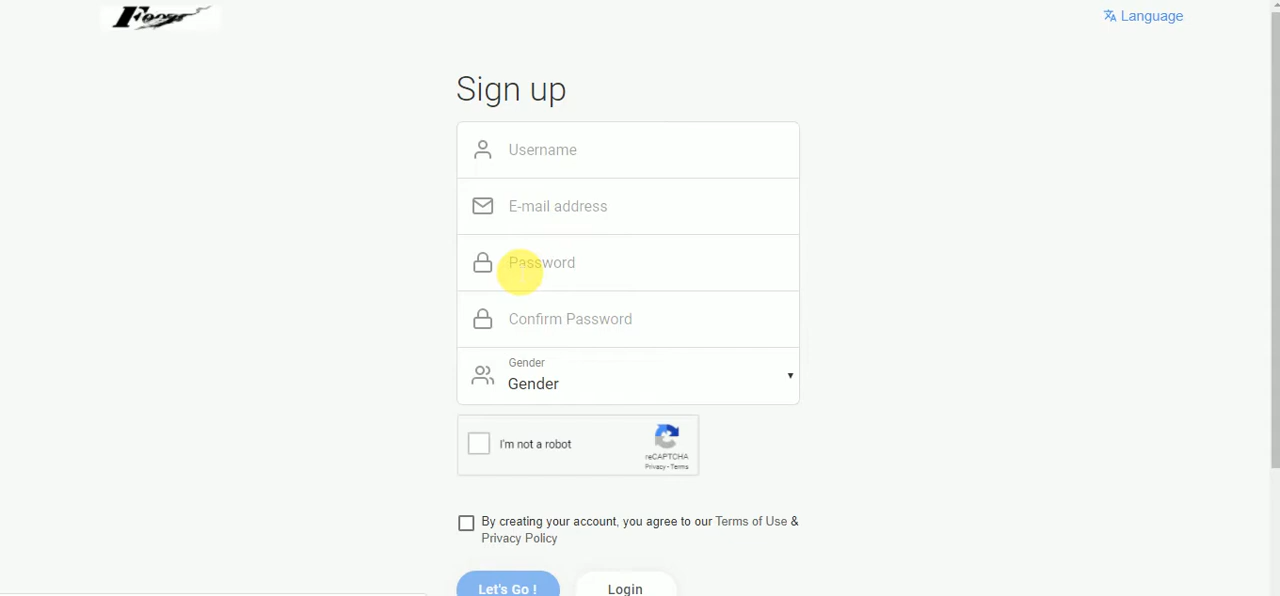 Language
Sign up
Username
E-mail address
Password
Confirm Password
Gender
Gender
I'm not a robot
reCAPTCHA
Privacy - Terms
By creating your account, you agree to our Terms of Use &
Privacy Policy
Let's Go !
Login